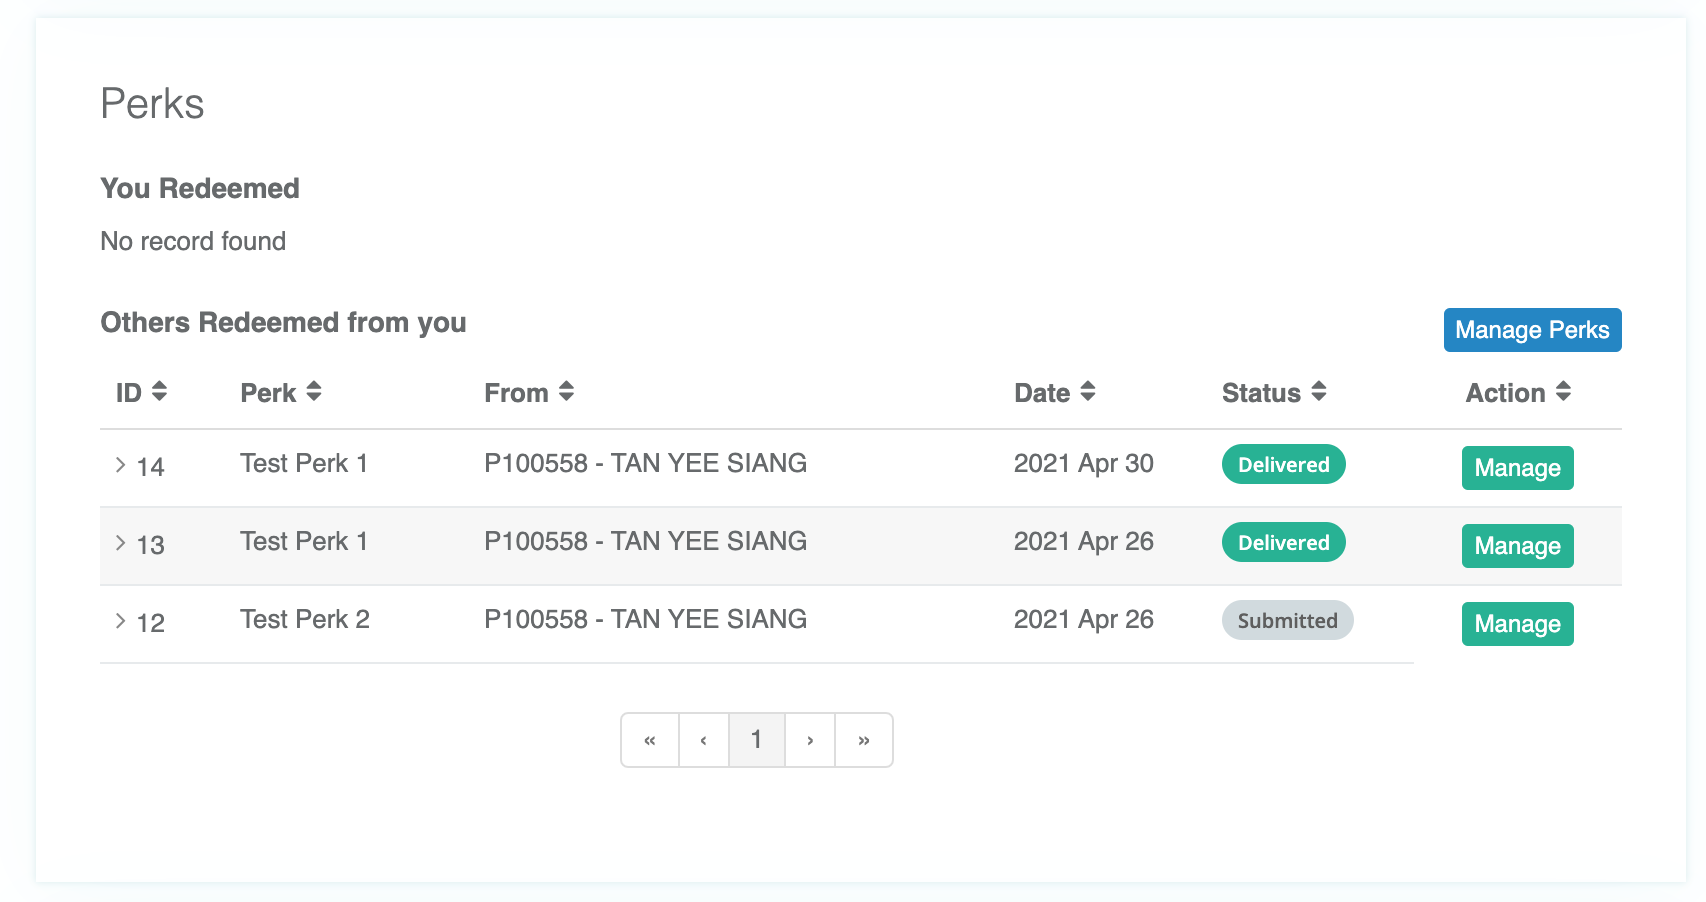 Perks
You Redeemed
No record found
Others Redeemed from you
Manage Perks
ID Perk From Date Status Action
14 Test Perk 1 P100558 - TAN YEE SIANG 2021 Apr 30 Delivered Manage
13 Test Perk 1 P100558 - TAN YEE SIANG 2021 Apr 26 Delivered Manage
12 Test Perk 2 P100558 - TAN YEE SIANG 2021 Apr 26 Submitted Manage
« ‹ 1 › »